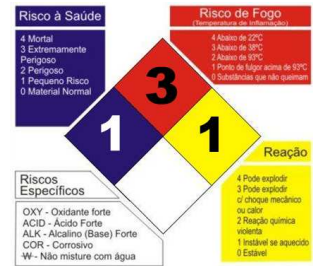 Risco à Saúde
4 Mortal
3 Extremamente
Perigoso
2 Perigoso
1 Pequeno Risco
0 Material Normal
Risco de Fogo
(Temperatura de Inflamação)
4 Abaixo de 22ºC
3 Abaixo de 38ºC
2 Abaixo de 93ºC
1 Ponto de fulgor acima de 93ºC
0 Substâncias que não queimam
3
1
1
Reação
4 Pode explodir
3 Pode explodir
c/ choque mecânico
ou calor
2 Reação química
violenta
1 Instável se aquecido
0 Estável
Riscos
Específicos
OXY - Oxidante forte
ACID - Ácido Forte
ALK - Alcalino (Base) Forte
COR - Corrosivo
W - Não misture com água